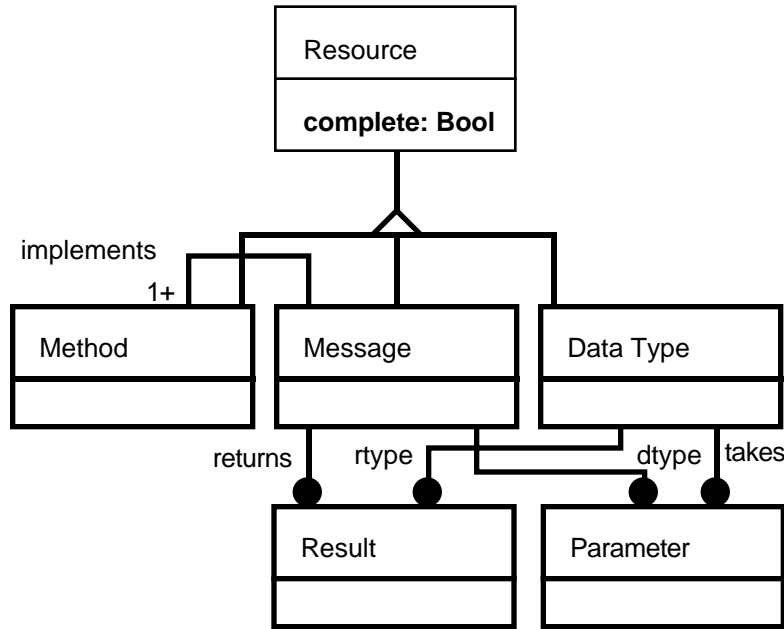 Resource
complete: Bool
implements
1+
Method
Message
Data Type
returns
rtype
dtype
takes
Result
Parameter